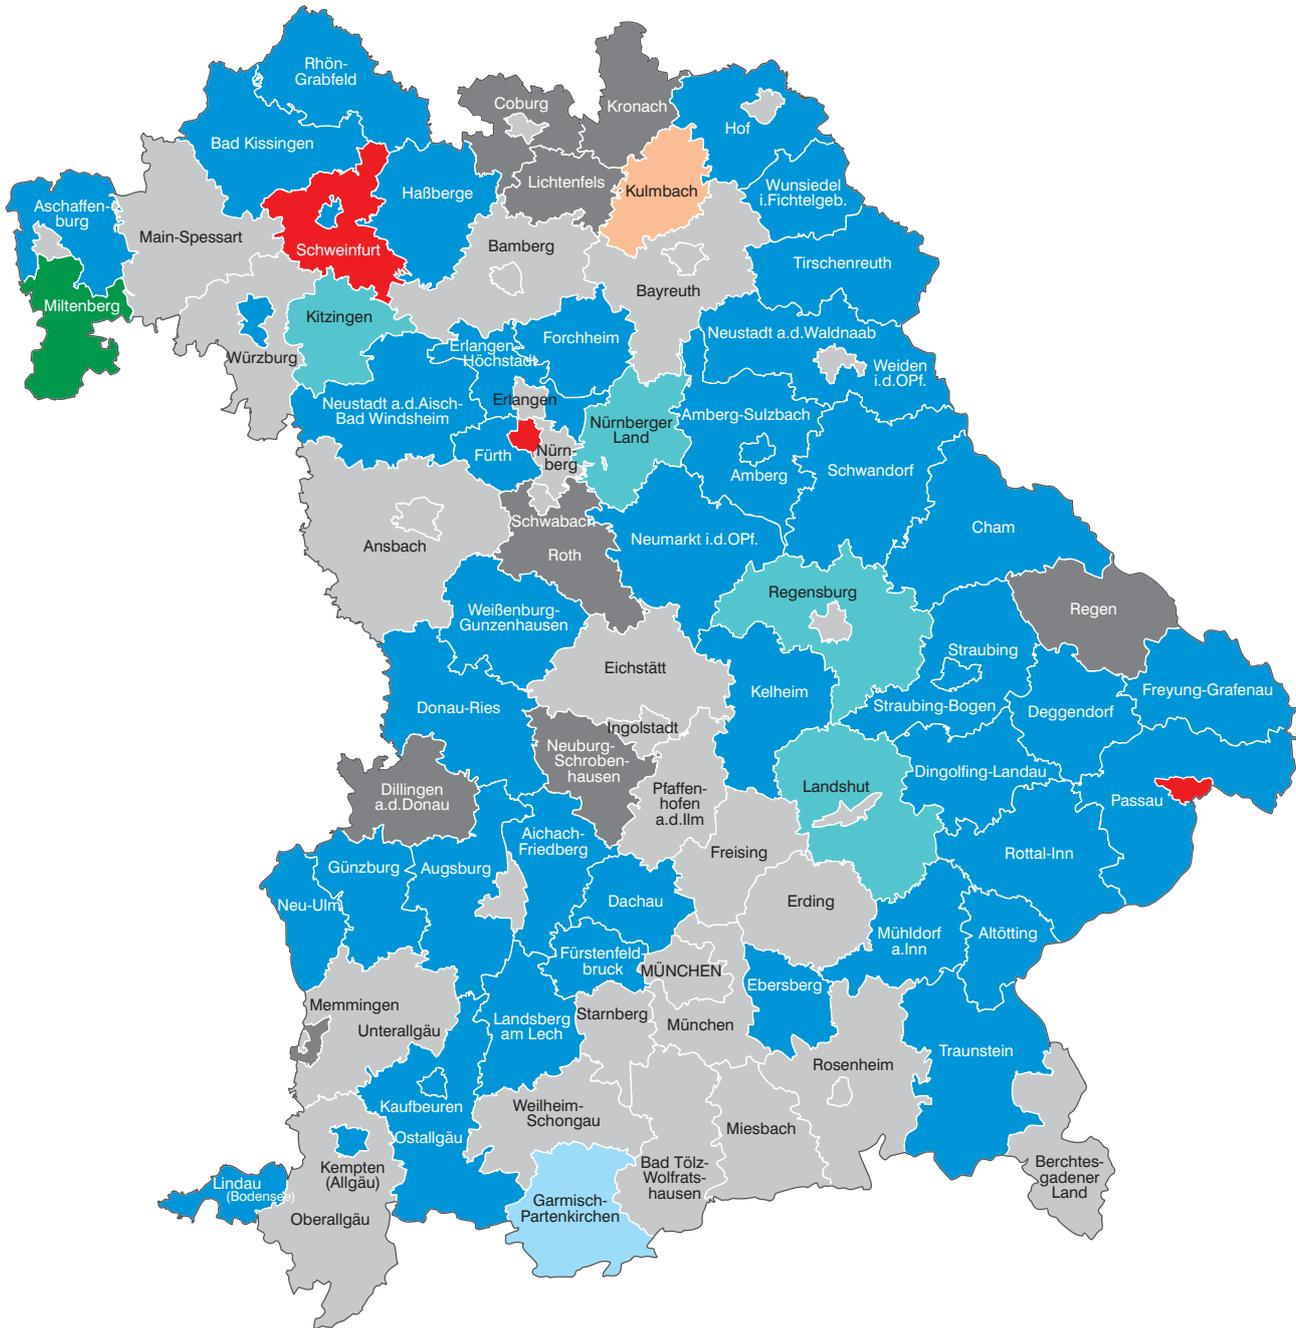 Rhön-
Grabfeld
Coburg
Kronach
Hof
Bad Kissingen
Lichtenfels
Kulmbach
Haßberge
Wunsiedel
i.Fichtelgeb.
Aschaffen-
burg
Main-Spessart
Schweinfurt
Bamberg
Tirschenreuth
Bayreuth
Miltenberg
Kitzingen
Neustadt a.d.Waldnaab
Forchheim
Erlangen-
Höchstadt
Würzburg
Weiden
i.d.OPf.
Erlangen
Neustadt a.d.Aisch-
Bad Windsheim
Amberg-Sulzbach
Nürnberger
Land
Fürth
Nürn-
berg
Amberg
Schwandorf
Schwabach
Cham
Neumarkt i.d.OPf.
Ansbach
Roth
Regensburg
Regen
Weißenburg-
Gunzenhausen
Straubing
Eichstätt
Kelheim
Freyung-Grafenau
Straubing-Bogen
Donau-Ries
Deggendorf
Ingolstadt
Neuburg-
Schroben-
hausen
Dingolfing-Landau
Dillingen
a.d.Donau
Pfaffen-
hofen
a.d.Ilm
Landshut
Passau
Aichach-
Friedberg
Freising
Rottal-Inn
Günzburg
Augsburg
Neu-Ulm
Dachau
Erding
Mühldorf
a.Inn
Altötting
Fürstenfeld-
bruck
MÜNCHEN
Ebersberg
Memmingen
Unterallgäu
Landsberg
am Lech
Starnberg
München
Traunstein
Rosenheim
Kaufbeuren
Weilheim-
Schongau
Ostallgäu
Miesbach
Kempten
(Allgäu)
Bad Tölz-
Wolfrats-
hausen
Berchtes-
gadener
Land
Lindau
(Bodensee)
Garmisch-
Partenkirchen
Oberallgäu